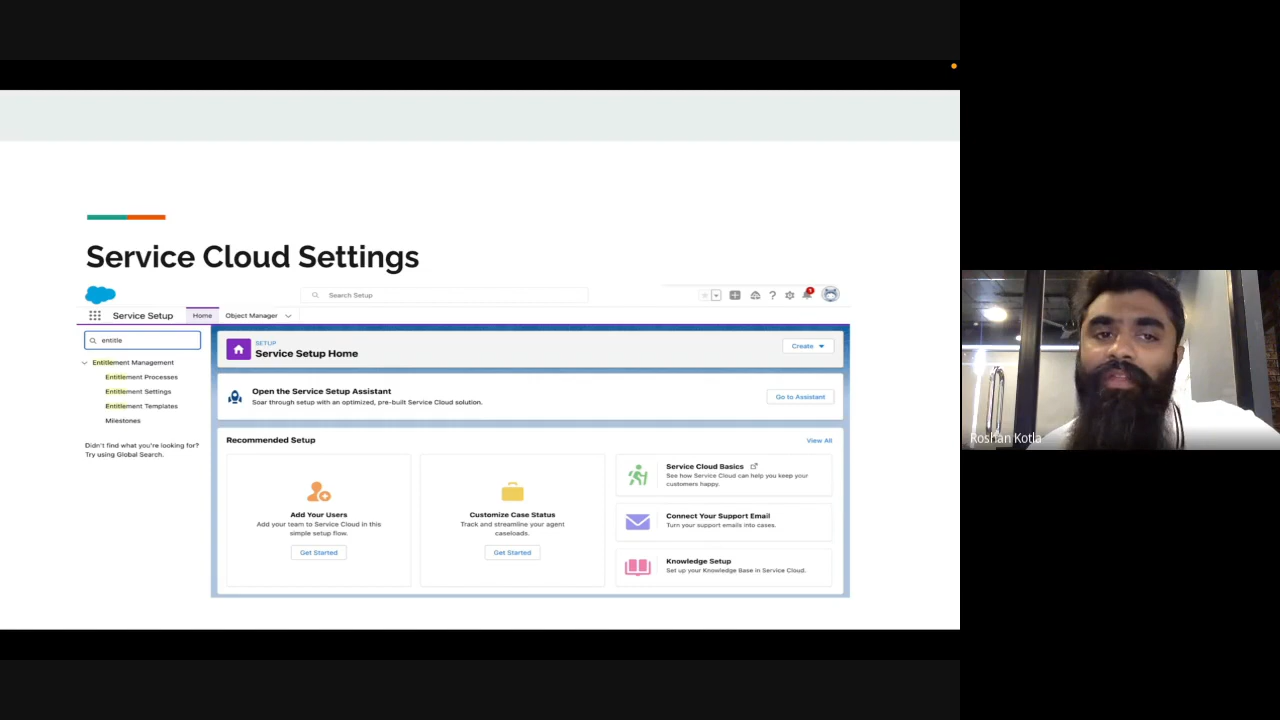 Service Cloud Settings
Search Setup
5
Service Setup
Home
Object Manager
entitle
Entitlement Management
Entitlement Processes
Entitlement Settings
Entitlement Templates
Milestones
Didn't find what you're looking for?
Try using Global Search.
SETUP
Service Setup Home
Create
Open the Service Setup Assistant
Soar through setup with an optimized, pre-built Service Cloud solution.
Go to Assistant
Recommended Setup
View All
Add Your Users
Add your team to Service Cloud in this
simple setup flow.
Get Started
Customize Case Status
Track and streamline your agent
caseloads.
Get Started
Service Cloud Basics
See how Service Cloud can help you keep your
customers happy.
Connect Your Support Email
Turn your support emails into cases.
Knowledge Setup
Set up your Knowledge Base in Service Cloud.
Roshan Kotla